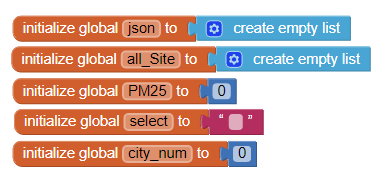 initialize global json to create empty list
initialize global all_Site to create empty list
initialize global PM25 to 0
initialize global select to “ ”
initialize global city_num to 0